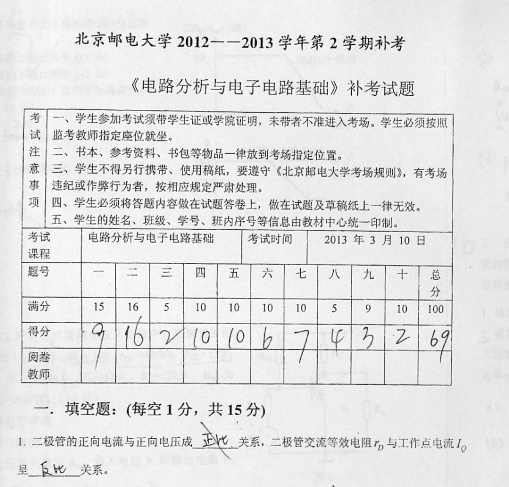 北京邮电大学 2012——2013 学年第 2 学期补考
《电路分析与电子电路基础》补考试题
考试注意事项
一、学生参加考试须带学生证或学院证明，未带者不准进入考场。学生必须按照
监考教师指定座位就坐。
二、书本、参考资料、书包等物品一律放到考场指定位置。
三、学生不得另行携带、使用稿纸，要遵守《北京邮电大学考场规则》，有考场
违纪或作弊行为者，按相应规定严肃处理。
四、学生必须将答题内容做在试题答卷上，做在试题及草稿纸上一律无效。
五、学生的姓名、班级、学号、班内序号等信息由教材中心统一印制。
考试课程 电路分析与电子电路基础 考试时间 2013 年 3 月 10 日
题号 一 二 三 四 五 六 七 八 九 十 总分
满分 15 16 5 10 10 10 10 5 9 10 100
得分 9 16 2 10 10 6 7 4 3 2 69
阅卷教师
一．填空题：(每空 1 分，共 15 分)
1. 二极管的正向电流与正向电压成 正比 关系，二极管交流等效电阻 r_D 与工作点电流 I_Q
呈 反比 关系。